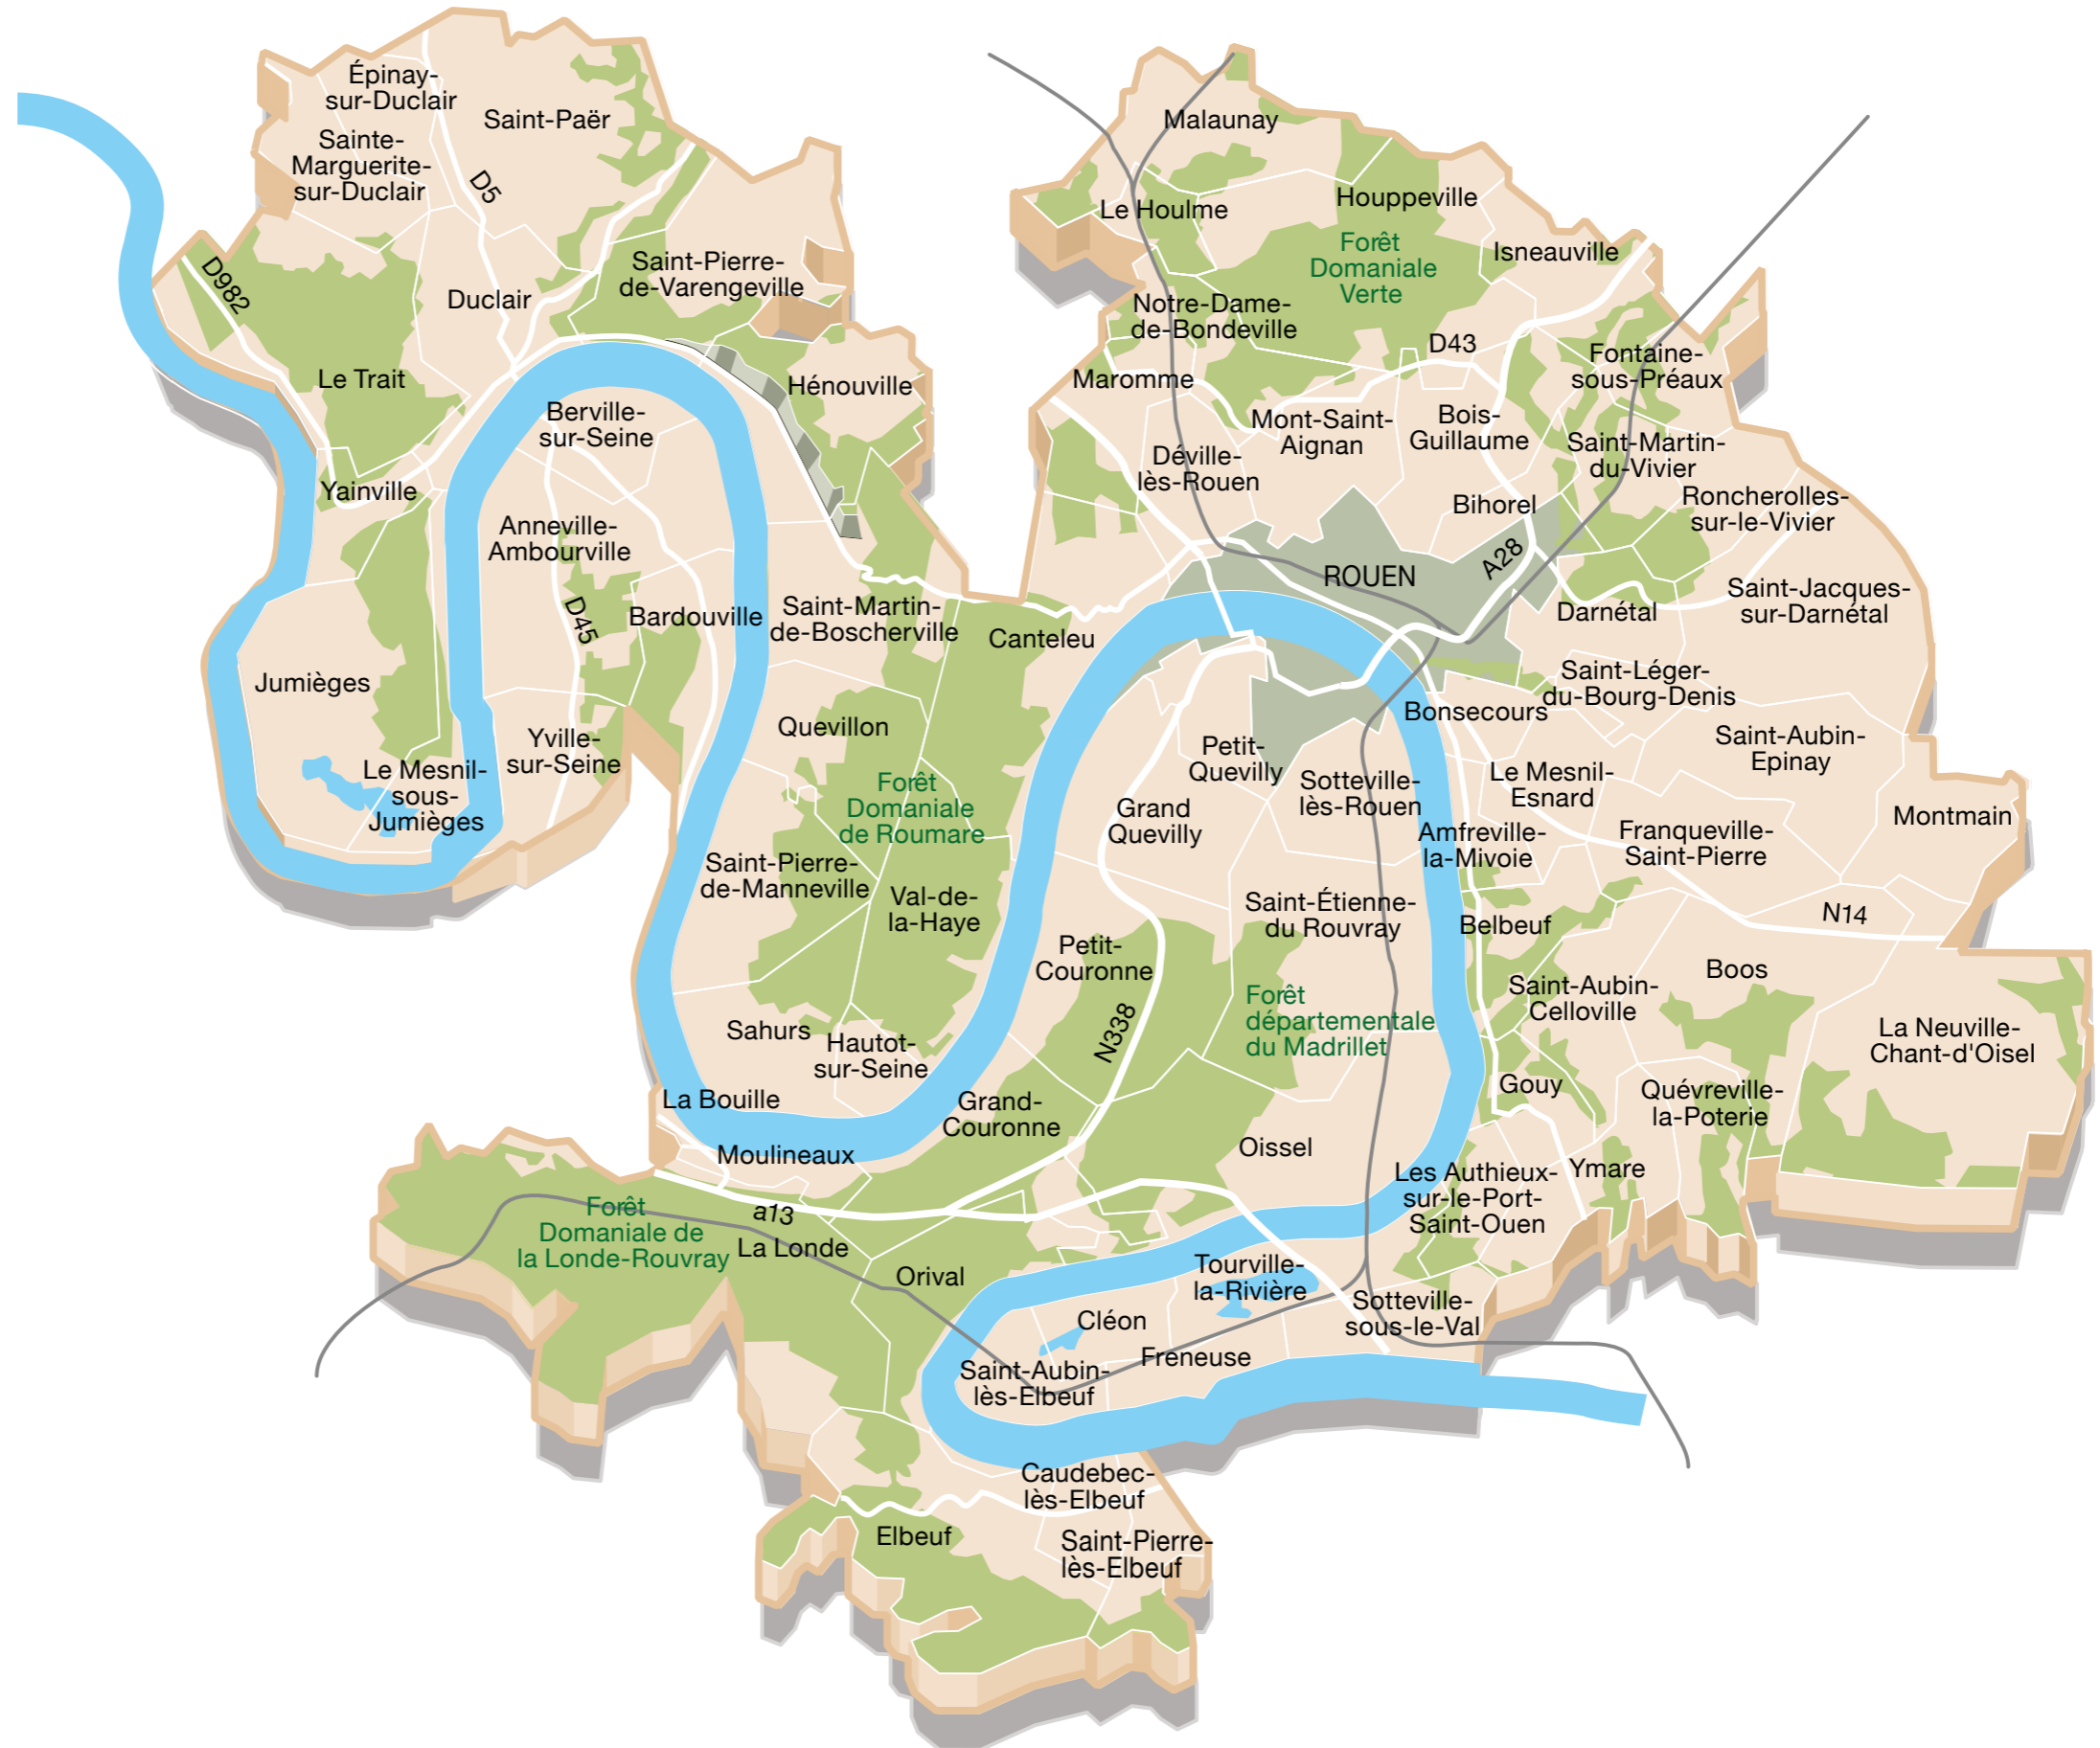 Épinay-
sur-Duclair
Saint-Paër
Sainte-
Marguerite-
sur-Duclair
D5
D982
Duclair
Saint-Pierre-
de-Varengeville
Le Trait
Hénouville
Berville-
sur-Seine
Yainville
Anneville-
Ambourville
D45
Bardouville
Saint-Martin-
de-Boscherville
Canteleu
Jumièges
Quevillon
Yville-
sur-Seine
Le Mesnil-
sous-
Jumièges
Forêt
Domaniale
de Roumare
Saint-Pierre-
de-Manneville
Val-de-
la-Haye
Sahurs
Hautot-
sur-Seine
La Bouille
Moulineaux
Malaunay
Le Houlme
Houppeville
Forêt
Domaniale
Verte
Isneauville
Notre-Dame-
de-Bondeville
D43
Fontaine-
sous-Préaux
Maromme
Mont-Saint-
Aignan
Bois-
Guillaume
Saint-Martin-
du-Vivier
Déville-
lès-Rouen
Bihorel
Roncherolles-
sur-le-Vivier
A28
ROUEN
Darnétal
Saint-Jacques-
sur-Darnétal
Saint-Léger-
du-Bourg-Denis
Bonsecours
Saint-Aubin-
Epinay
Petit-
Quevilly
Sotteville-
lès-Rouen
Le Mesnil-
Esnard
Grand
Quevilly
Amfreville-
la-Mivoie
Franqueville-
Saint-Pierre
Montmain
Saint-Étienne-
du Rouvray
Belbeuf
N14
Petit-
Couronne
Boos
Forêt
départementale
du Madrillet
Saint-Aubin-
Celloville
La Neuville-
Chant-d'Oisel
N338
Gouy
Quévreville-
la-Poterie
Grand-
Couronne
Oissel
Les Authieux-
sur-le-Port-
Saint-Ouen
Ymare
Forêt
Domaniale de
la Londe-Rouvray
a13
La Londe
Orival
Tourville-
la-Rivière
Cléon
Sotteville-
sous-le-Val
Freneuse
Saint-Aubin-
lès-Elbeuf
Caudebec-
lès-Elbeuf
Elbeuf
Saint-Pierre-
lès-Elbeuf